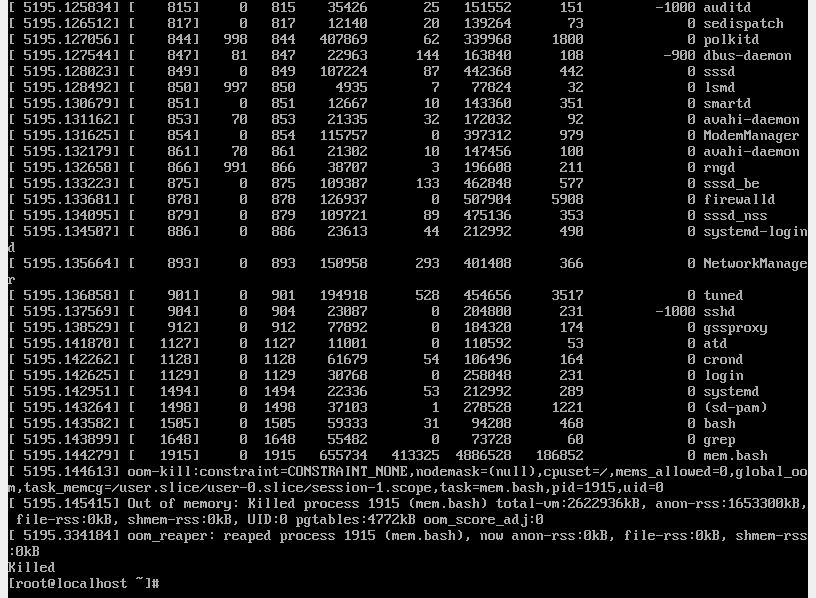 [ 5195.125834] [    815]     0   815    35426       25   151552      151         -1000 auditd
[ 5195.126512] [    817]     0   817    12140       20   139264       73             0 sedispatch
[ 5195.127056] [    844]   998   844   407869       62   339968     1800             0 polkitd
[ 5195.127544] [    847]    81   847    22963      144   163840      108          -900 dbus-daemon
[ 5195.128023] [    849]     0   849   107224       87   442368      442             0 sssd
[ 5195.128492] [    850]   997   850     4935        7    77824       32             0 lsmd
[ 5195.130679] [    851]     0   851    12667       10   143360      351             0 smartd
[ 5195.131162] [    853]    70   853    21335       32   172032       92             0 avahi-daemon
[ 5195.131625] [    854]     0   854   115757        0   397312      979             0 ModemManager
[ 5195.132179] [    861]    70   861    21302       10   147456      100             0 avahi-daemon
[ 5195.132658] [    866]   991   866    38707        3   196608      211             0 rngd
[ 5195.133223] [    875]     0   875   109387      133   462848      577             0 sssd_be
[ 5195.133681] [    878]     0   878   126937        0   507904     5908             0 firewalld
[ 5195.134095] [    879]     0   879   109721       89   475136      353             0 sssd_nss
[ 5195.134507] [    886]     0   886    23613       44   212992      490             0 systemd-login
d
[ 5195.135664] [    893]     0   893   150958      293   401408      366             0 NetworkManage
r
[ 5195.136858] [    901]     0   901   194918      528   454656     3517             0 tuned
[ 5195.137569] [    904]     0   904    23087        0   204800      231         -1000 sshd
[ 5195.138529] [    912]     0   912    77892        0   184320      174             0 gssproxy
[ 5195.141870] [   1127]     0  1127    11001        0   110592       53             0 atd
[ 5195.142262] [   1128]     0  1128    61679       54   106496      164             0 crond
[ 5195.142625] [   1129]     0  1129    30768        0   258048      231             0 login
[ 5195.142951] [   1494]     0  1494    22336       53   212992      289             0 systemd
[ 5195.143264] [   1498]     0  1498    37103        1   278528     1221             0 (sd-pam)
[ 5195.143582] [   1505]     0  1505    59333       31    94208      468             0 bash
[ 5195.143899] [   1648]     0  1648    55482        0    73728       60             0 grep
[ 5195.144279] [   1915]     0  1915   655734   413325  4886528   186852             0 mem.bash
[ 5195.144613] oom-kill:constraint=CONSTRAINT_NONE,nodemask=(null),cpuset=/,mems_allowed=0,global_oo
m,task_memcg=/user.slice/user-0.slice/session-1.scope,task=mem.bash,pid=1915,uid=0
[ 5195.145415] Out of memory: Killed process 1915 (mem.bash) total-vm:2622936kB, anon-rss:1653300kB,
 file-rss:0kB, shmem-rss:0kB, UID:0 pgtables:4772kB oom_score_adj:0
[ 5195.334184] oom_reaper: reaped process 1915 (mem.bash), now anon-rss:0kB, file-rss:0kB, shmem-rss
:0kB
Killed
[root@localhost ~]#